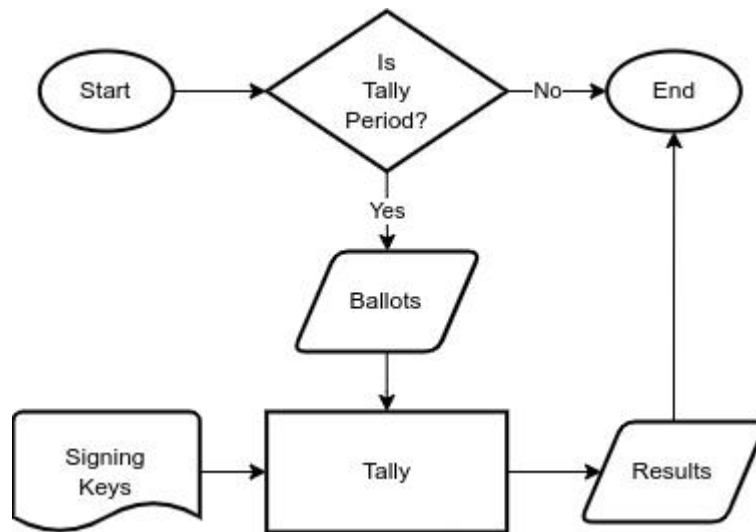 Start
Is
Tally
Period?
No
End
Yes
Ballots
Signing
Keys
Tally
Results